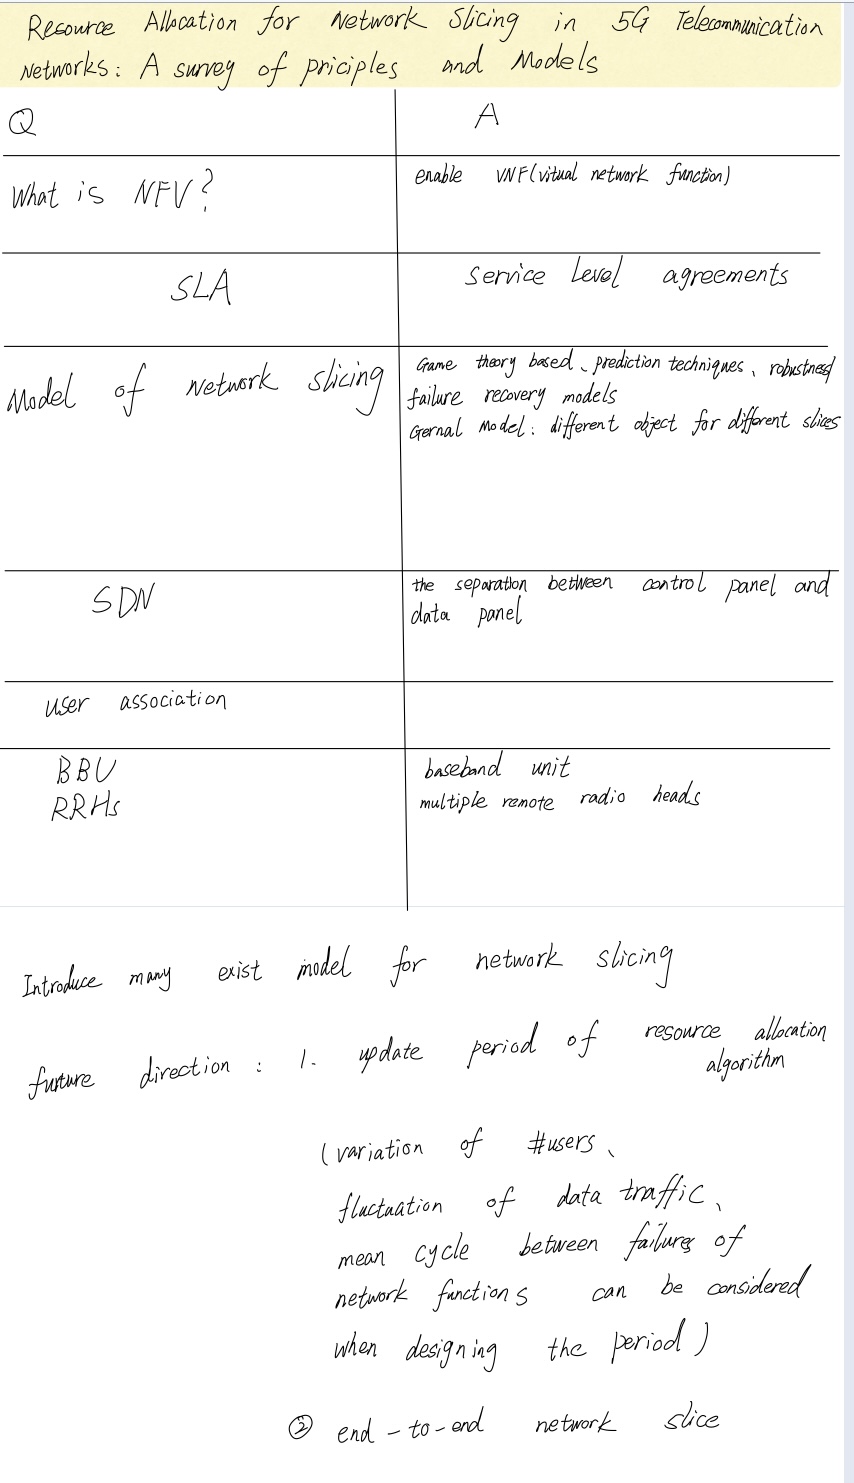 Resource Allocation for Network Slicing in 5G Telecommunication
Networks: A survey of priciples and Models
Q
A
What is NFV?
enable VNF(vitual network function)
SLA
Service Level agreements
Model of Network slicing
Game theory based、prediction techniques、robustness/
failure recovery models
Gernal Model: different object for different slices
SDN
the separation between control panel and
data panel
user association
BBU
baseband unit
RRHs
multiple remote radio heads
Introduce many exist model for network slicing
furture direction: 1. update period of resource allocation
algorithm
(variation of #users、
fluctuation of data traffic、
mean cycle between failures of
network functions can be considered
when designing the period)
② end-to-end network slice